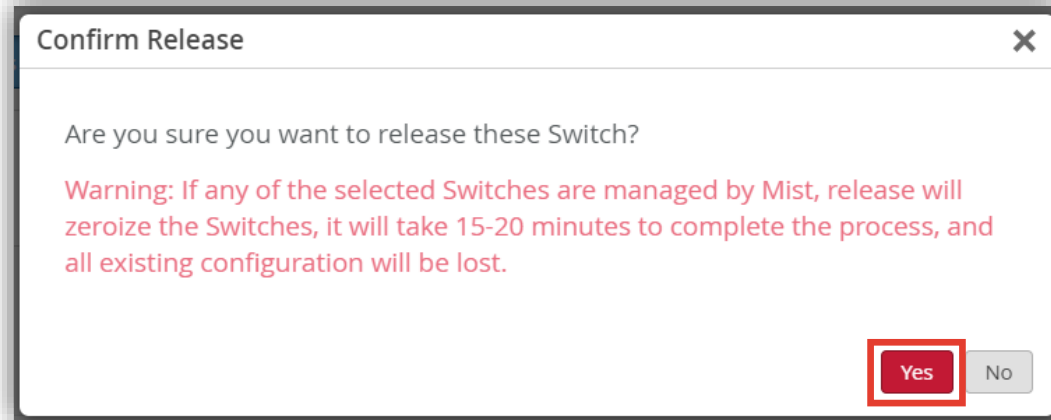 Confirm Release
Are you sure you want to release these Switch?
Warning: If any of the selected Switches are managed by Mist, release will
zeroize the Switches, it will take 15-20 minutes to complete the process, and
all existing configuration will be lost.
Yes
No